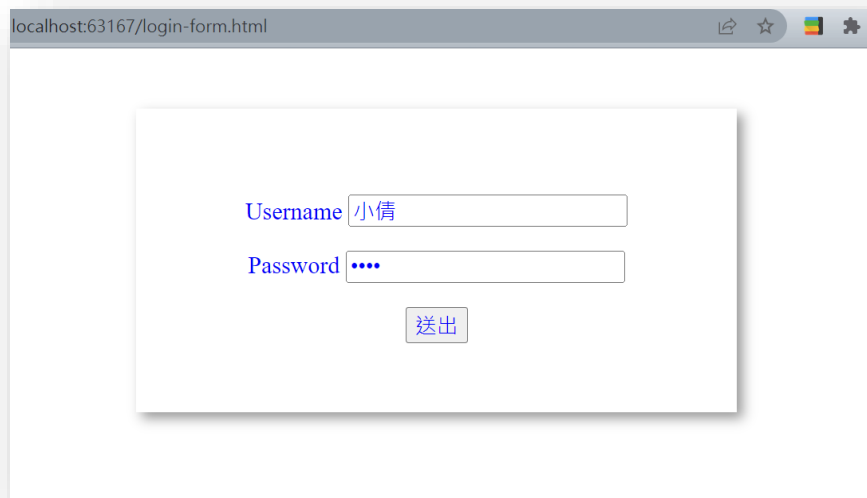 localhost:63167/login-form.html
Username 小倩
Password ••••
送出